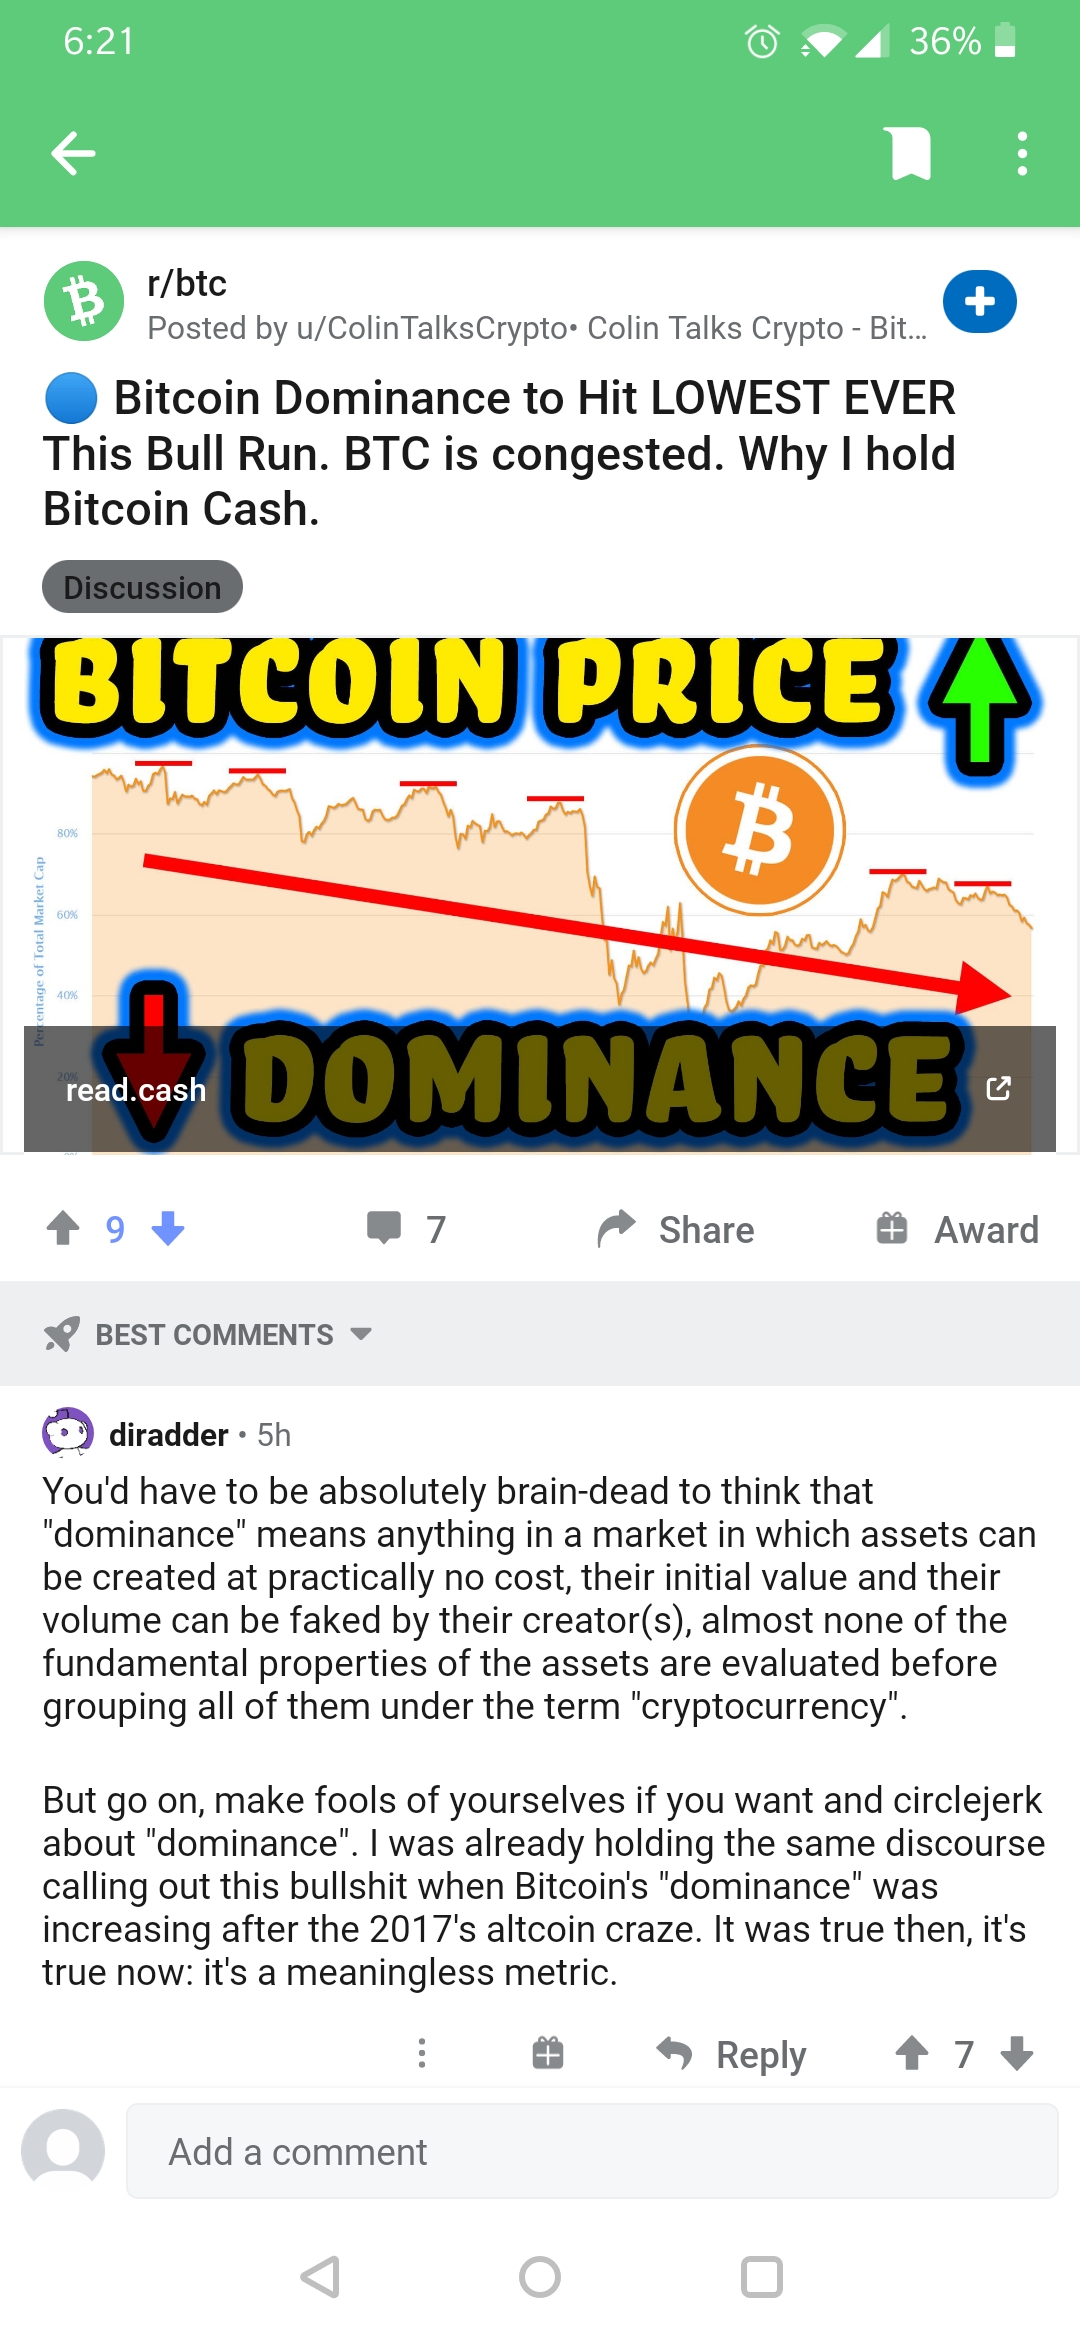 6:21
36%
r/btc
Posted by u/ColinTalksCrypto• Colin Talks Crypto - Bit...
Bitcoin Dominance to Hit LOWEST EVER
This Bull Run. BTC is congested. Why I hold
Bitcoin Cash.
Discussion
BITCOIN PRICE
80%
60%
40%
20%
Percentage of Total Market Cap
DOMINANCE
read.cash
9
7
Share
Award
BEST COMMENTS
diradder • 5h
You'd have to be absolutely brain-dead to think that
"dominance" means anything in a market in which assets can
be created at practically no cost, their initial value and their
volume can be faked by their creator(s), almost none of the
fundamental properties of the assets are evaluated before
grouping all of them under the term "cryptocurrency".
But go on, make fools of yourselves if you want and circlejerk
about "dominance". I was already holding the same discourse
calling out this bullshit when Bitcoin's "dominance" was
increasing after the 2017's altcoin craze. It was true then, it's
true now: it's a meaningless metric.
Reply
7
Add a comment